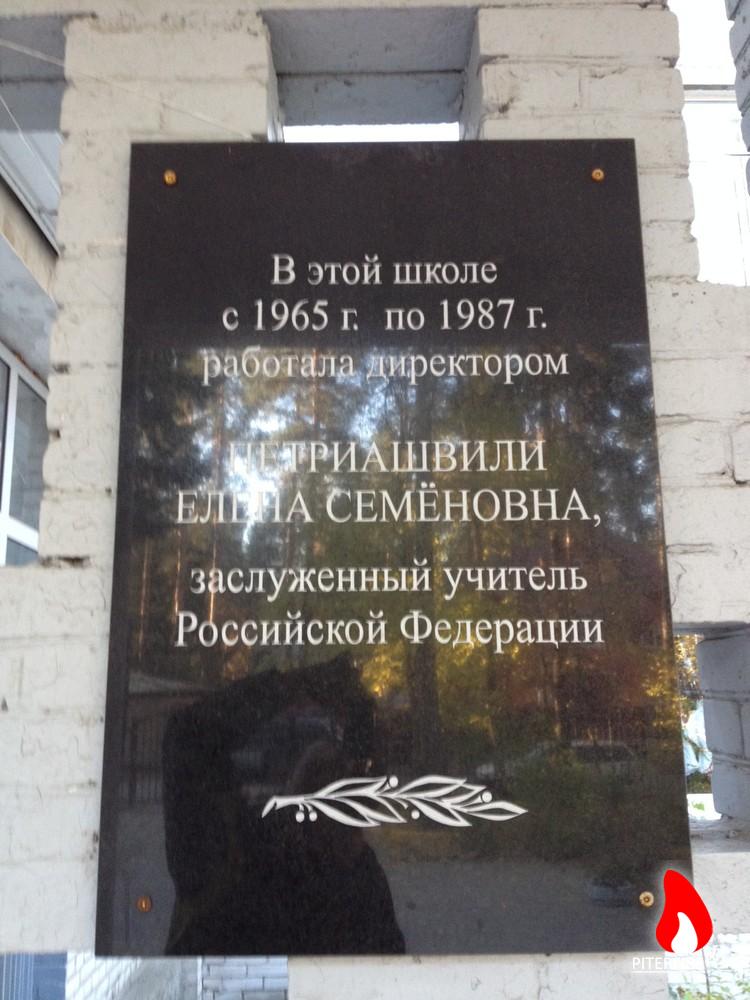 В этой школе
с 1965 г. по 1987 г.
работала директором
ПЕТРИАШВИЛИ
ЕЛЕНА СЕМЁНОВНА,
заслуженный учитель
Российской Федерации